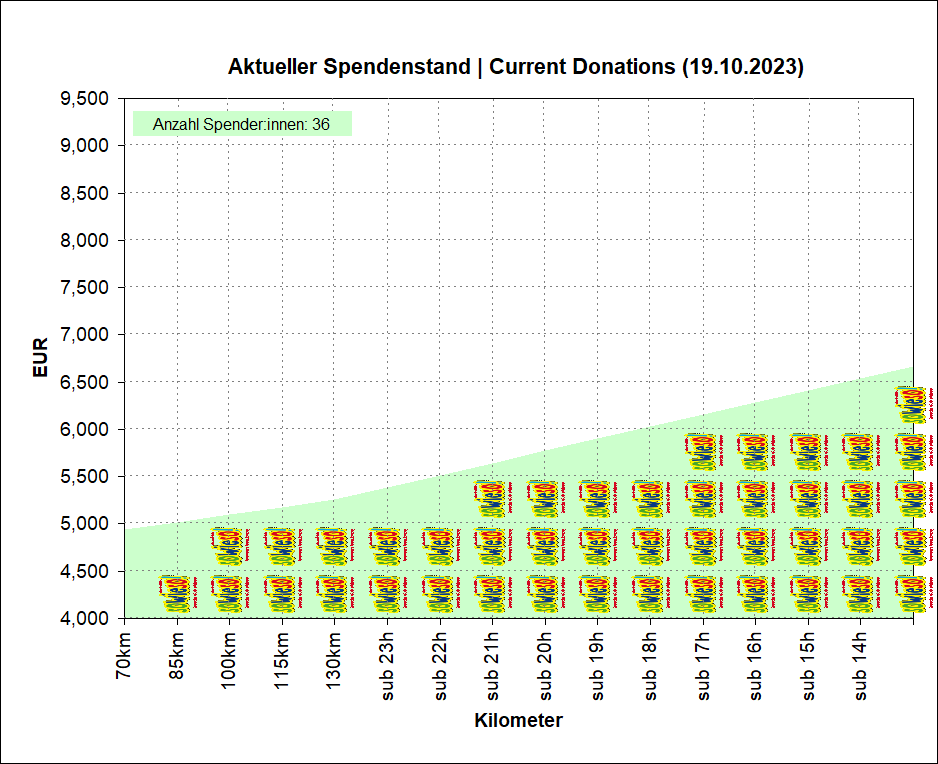 Aktueller Spendenstand | Current Donations (19.10.2023)
9,500
Anzahl Spender:innen: 36
9,000
8,500
8,000
7,500
7,000
EUR
6,500
6,000
5,500
5,000
4,500
4,000
70km
85km
100km
115km
130km
sub 23h
sub 22h
sub 21h
sub 20h
sub 19h
sub 18h
sub 17h
sub 16h
sub 15h
sub 14h
Kilometer